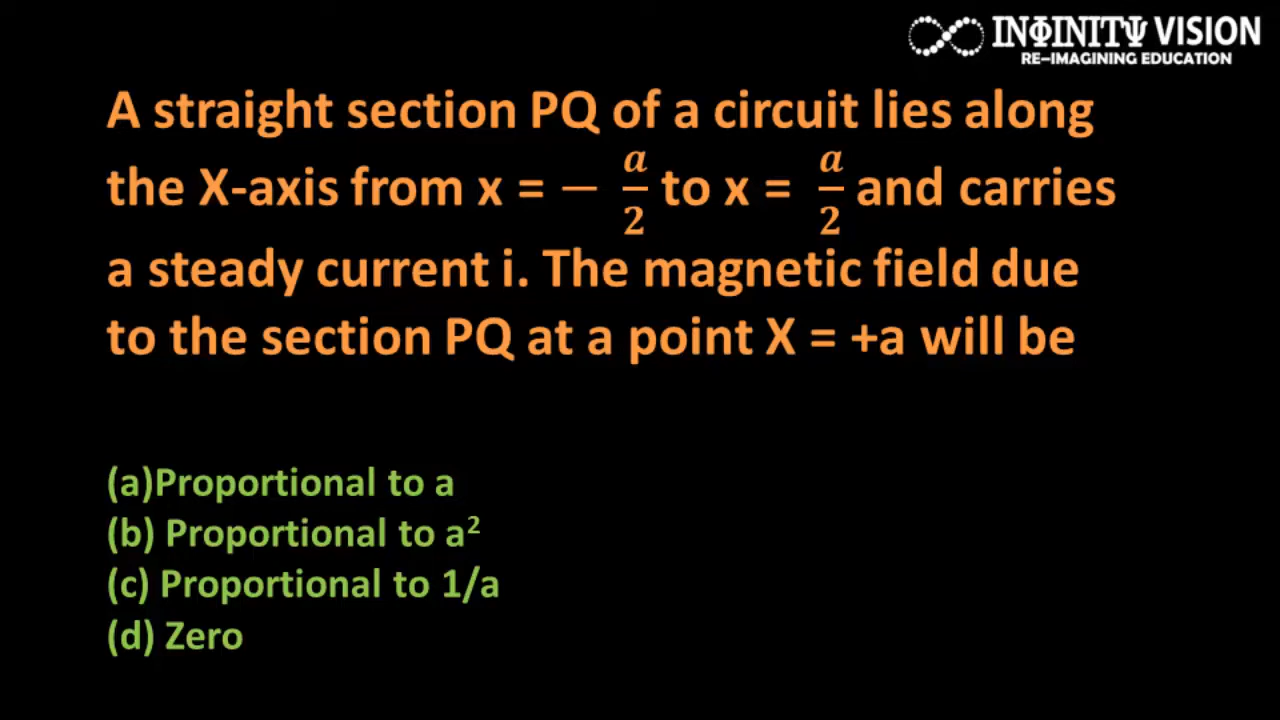 INΦINITΨ VISION
RE-IMAGINING EDUCATION
A straight section PQ of a circuit lies along
the X-axis from x = − a/2 to x = a/2 and carries
a steady current i. The magnetic field due
to the section PQ at a point X = +a will be
(a)Proportional to a
(b) Proportional to a²
(c) Proportional to 1/a
(d) Zero